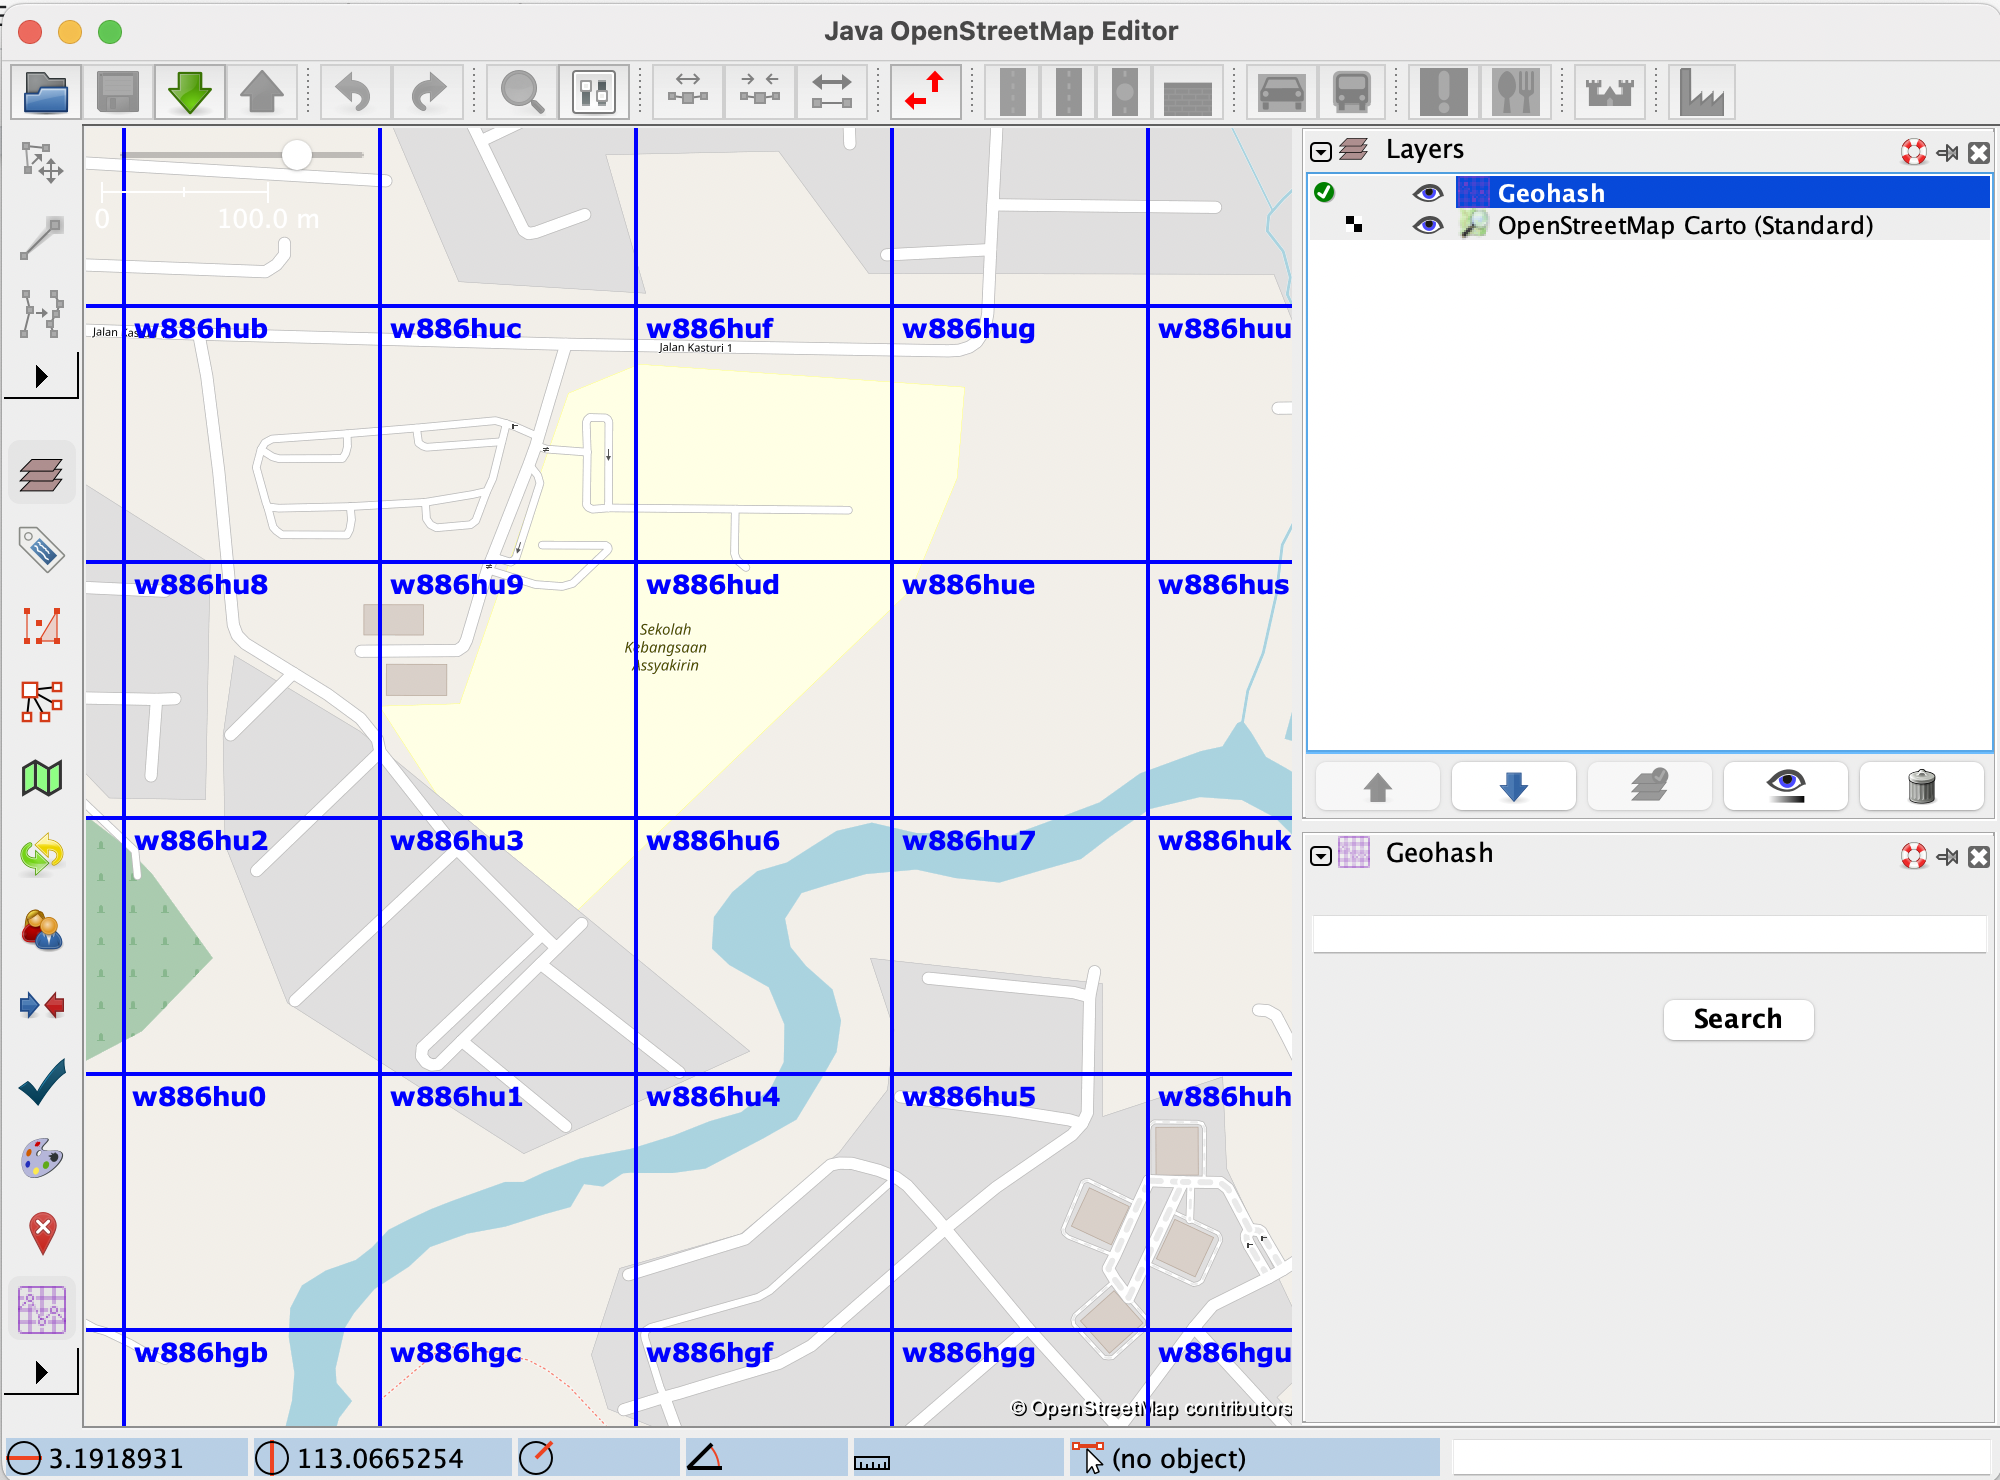 Java OpenStreetMap Editor
0 100.0 m
Layers
Geohash
OpenStreetMap Carto (Standard)
w886hub w886huc w886huf w886hug w886huu
Jalan Kasturi 1
w886hu8 w886hu9 w886hud w886hue w886hus
Sekolah
Kebangsaan
Assyakirin
w886hu2 w886hu3 w886hu6 w886hu7 w886huk
Geohash
Search
w886hu0 w886hu1 w886hu4 w886hu5 w886huh
w886hgb w886hgc w886hgf w886hgg w886hgu
© OpenStreetMap contributors
3.1918931 113.0665254 (no object)